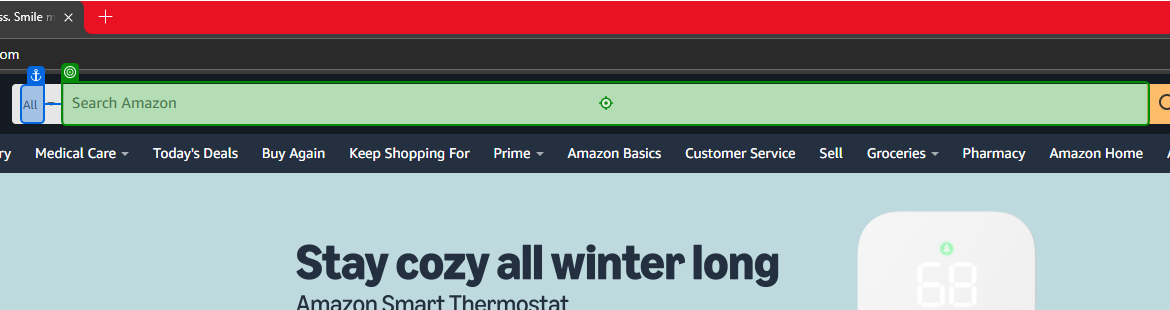 ss. Smile m
om
All
Search Amazon
ry Medical Care Today's Deals Buy Again Keep Shopping For Prime Amazon Basics Customer Service Sell Groceries Pharmacy Amazon Home
Stay cozy all winter long
Amazon Smart Thermostat
68